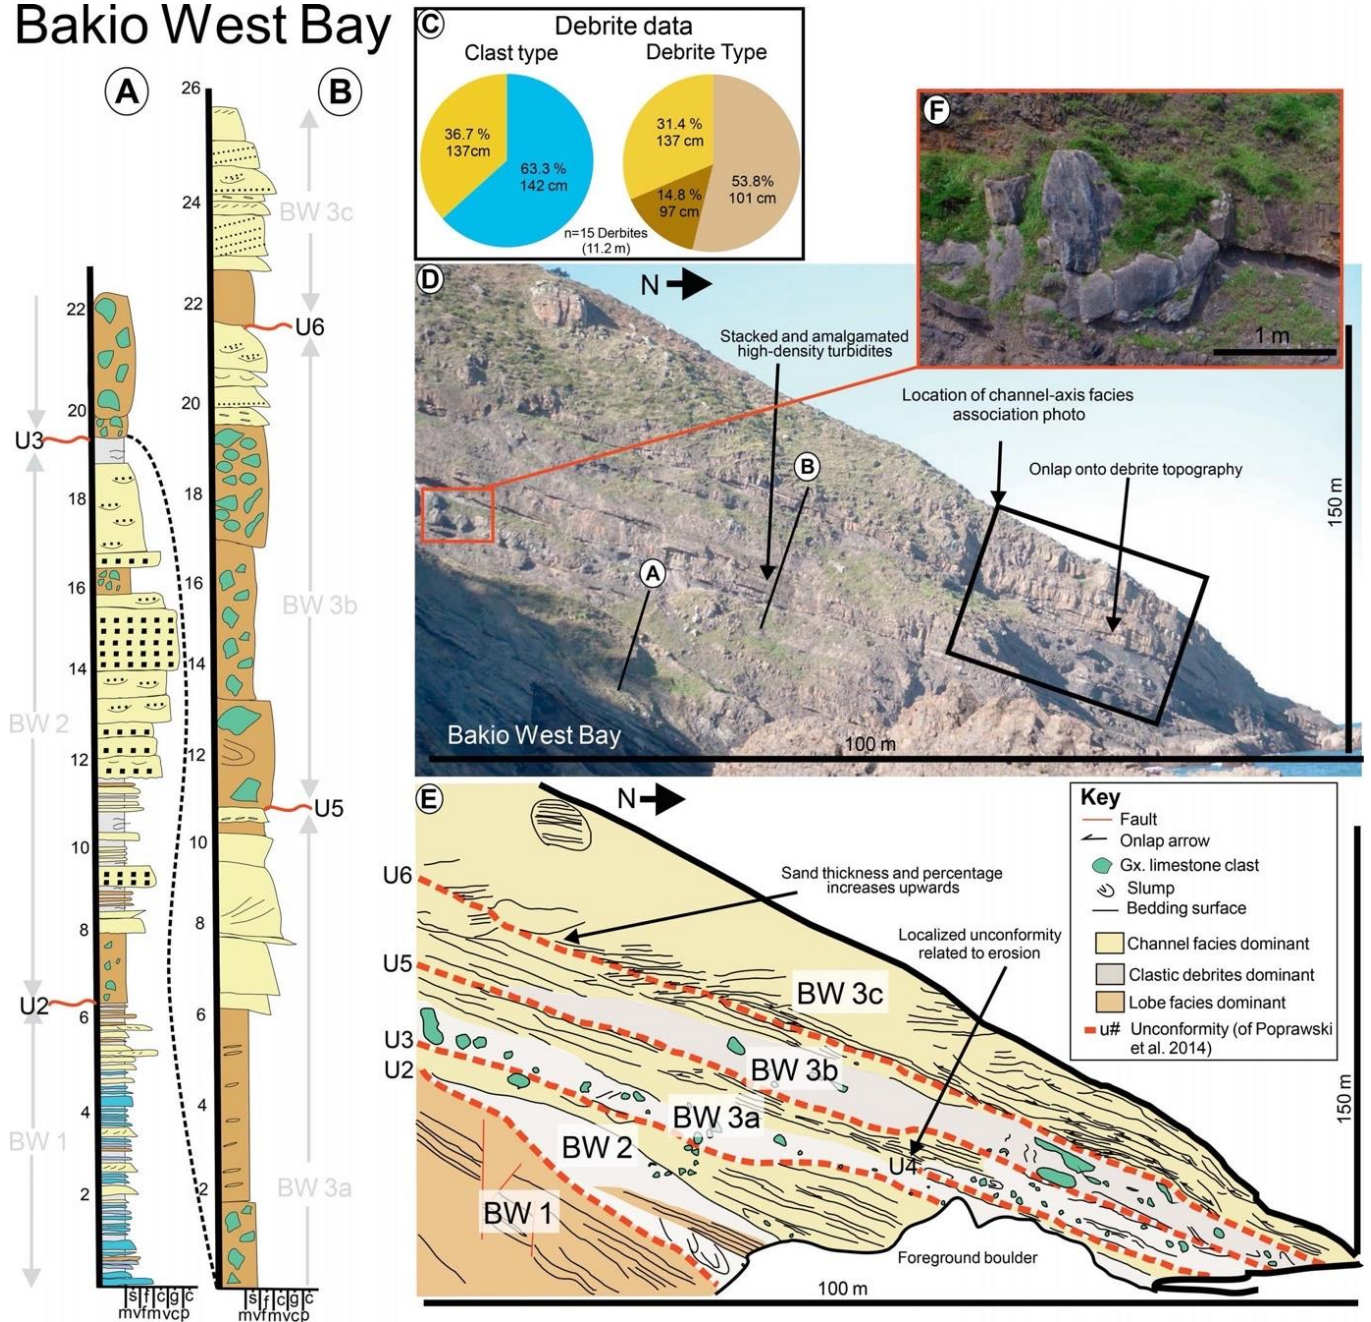 Bakio West Bay
A
22
U3
20
18
16
14
BW 2
12
10
8
U2
6
4
BW 1
2
s f c g c
mvfmvcp
B
26
24
BW 3c
22
U6
20
18
16
BW 3b
14
12
U5
10
8
6
4
2
BW 3a
s f c g c
mvfmvcp
C
Debrite data
Clast type
Debrite Type
36.7 %
137cm
63.3 %
142 cm
31.4 %
137 cm
14.8 %
97 cm
53.8%
101 cm
n=15 Derbites
(11.2 m)
D
N
Stacked and amalgamated
high-density turbidites
Location of channel-axis facies
association photo
Onlap onto debrite topography
A
B
150 m
Bakio West Bay
100 m
F
1 m
E
N
U6
U5
U3
U2
Sand thickness and percentage
increases upwards
Localized unconformity
related to erosion
BW 3c
BW 3b
BW 3a
U4
BW 2
BW 1
Foreground boulder
100 m
150 m
Key
Fault
Onlap arrow
Gx. limestone clast
Slump
Bedding surface
Channel facies dominant
Clastic debrites dominant
Lobe facies dominant
u# Unconformity (of Poprawski
et al. 2014)